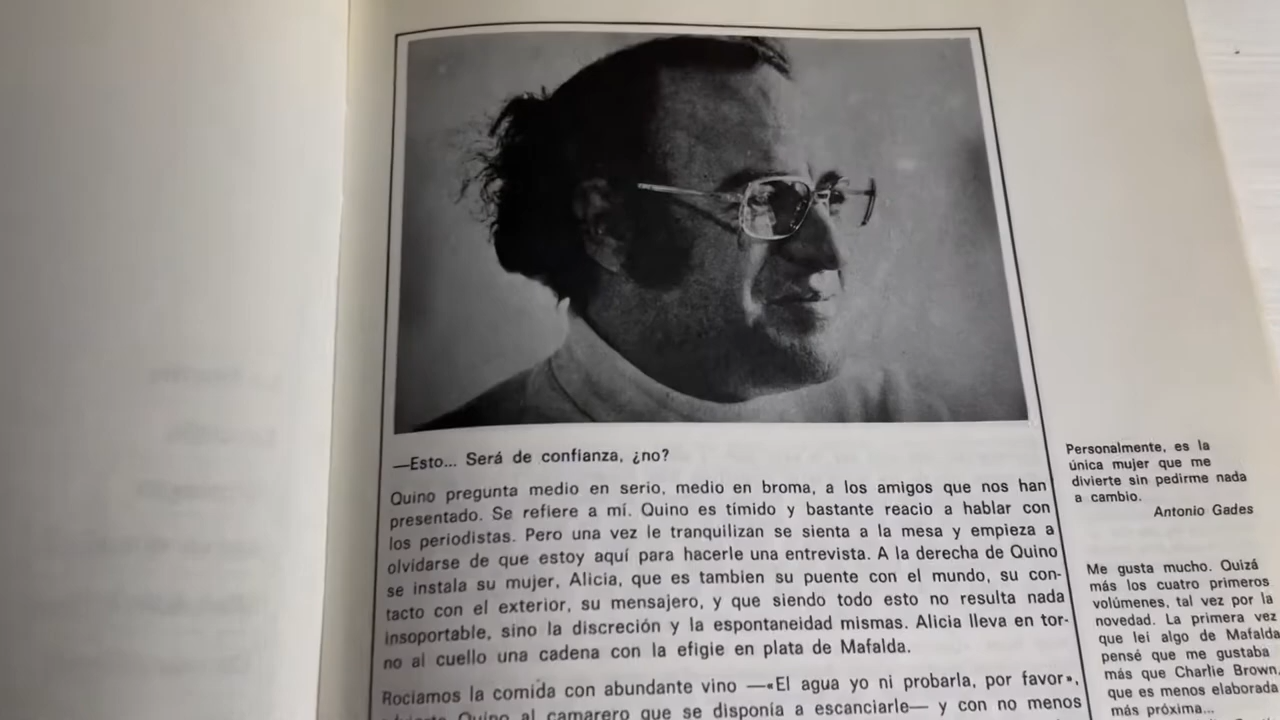 —Esto... Será de confianza, ¿no?
Quino pregunta medio en serio, medio en broma, a los amigos que nos han
presentado. Se refiere a mí. Quino es tímido y bastante reacio a hablar con
los periodistas. Pero una vez le tranquilizan se sienta a la mesa y empieza a
olvidarse de que estoy aquí para hacerle una entrevista. A la derecha de Quino
se instala su mujer, Alicia, que es tambien su puente con el mundo, su con-
tacto con el exterior, su mensajero, y que siendo todo esto no resulta nada
insoportable, sino la discreción y la espontaneidad mismas. Alicia lleva en tor-
no al cuello una cadena con la efigie en plata de Mafalda.
Rociamos la comida con abundante vino —«El agua yo ni probarla, por favor»,
Quino al camarero que se disponía a escanciarle— y con no menos
Personalmente, es la
única mujer que me
divierte sin pedirme nada
a cambio.
Antonio Gades
Me gusta mucho. Quizá
más los cuatro primeros
volúmenes, tal vez por la
novedad. La primera vez
que leí algo de Mafalda
pensé que me gustaba
más que Charlie Brown,
que es menos elaborada
más próxima...